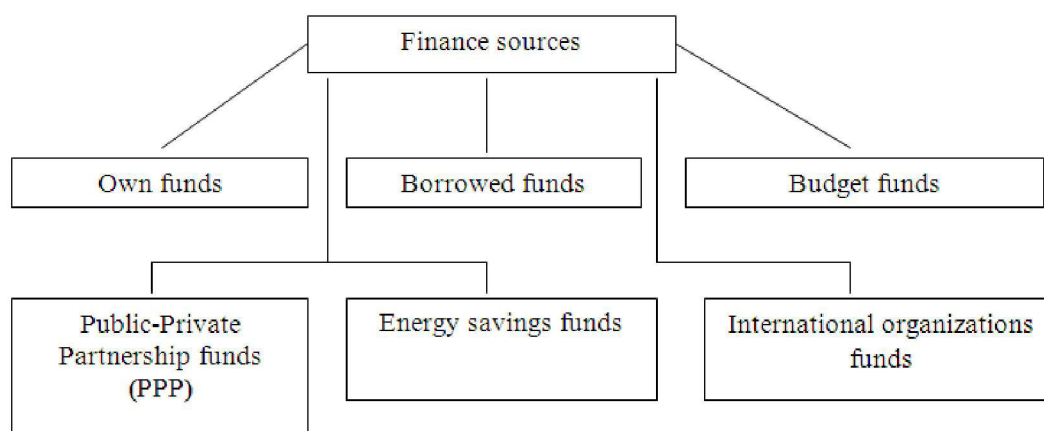 Finance sources
Own funds
Borrowed funds
Budget funds
Public-Private
Partnership funds
(PPP)
Energy savings funds
International organizations
funds